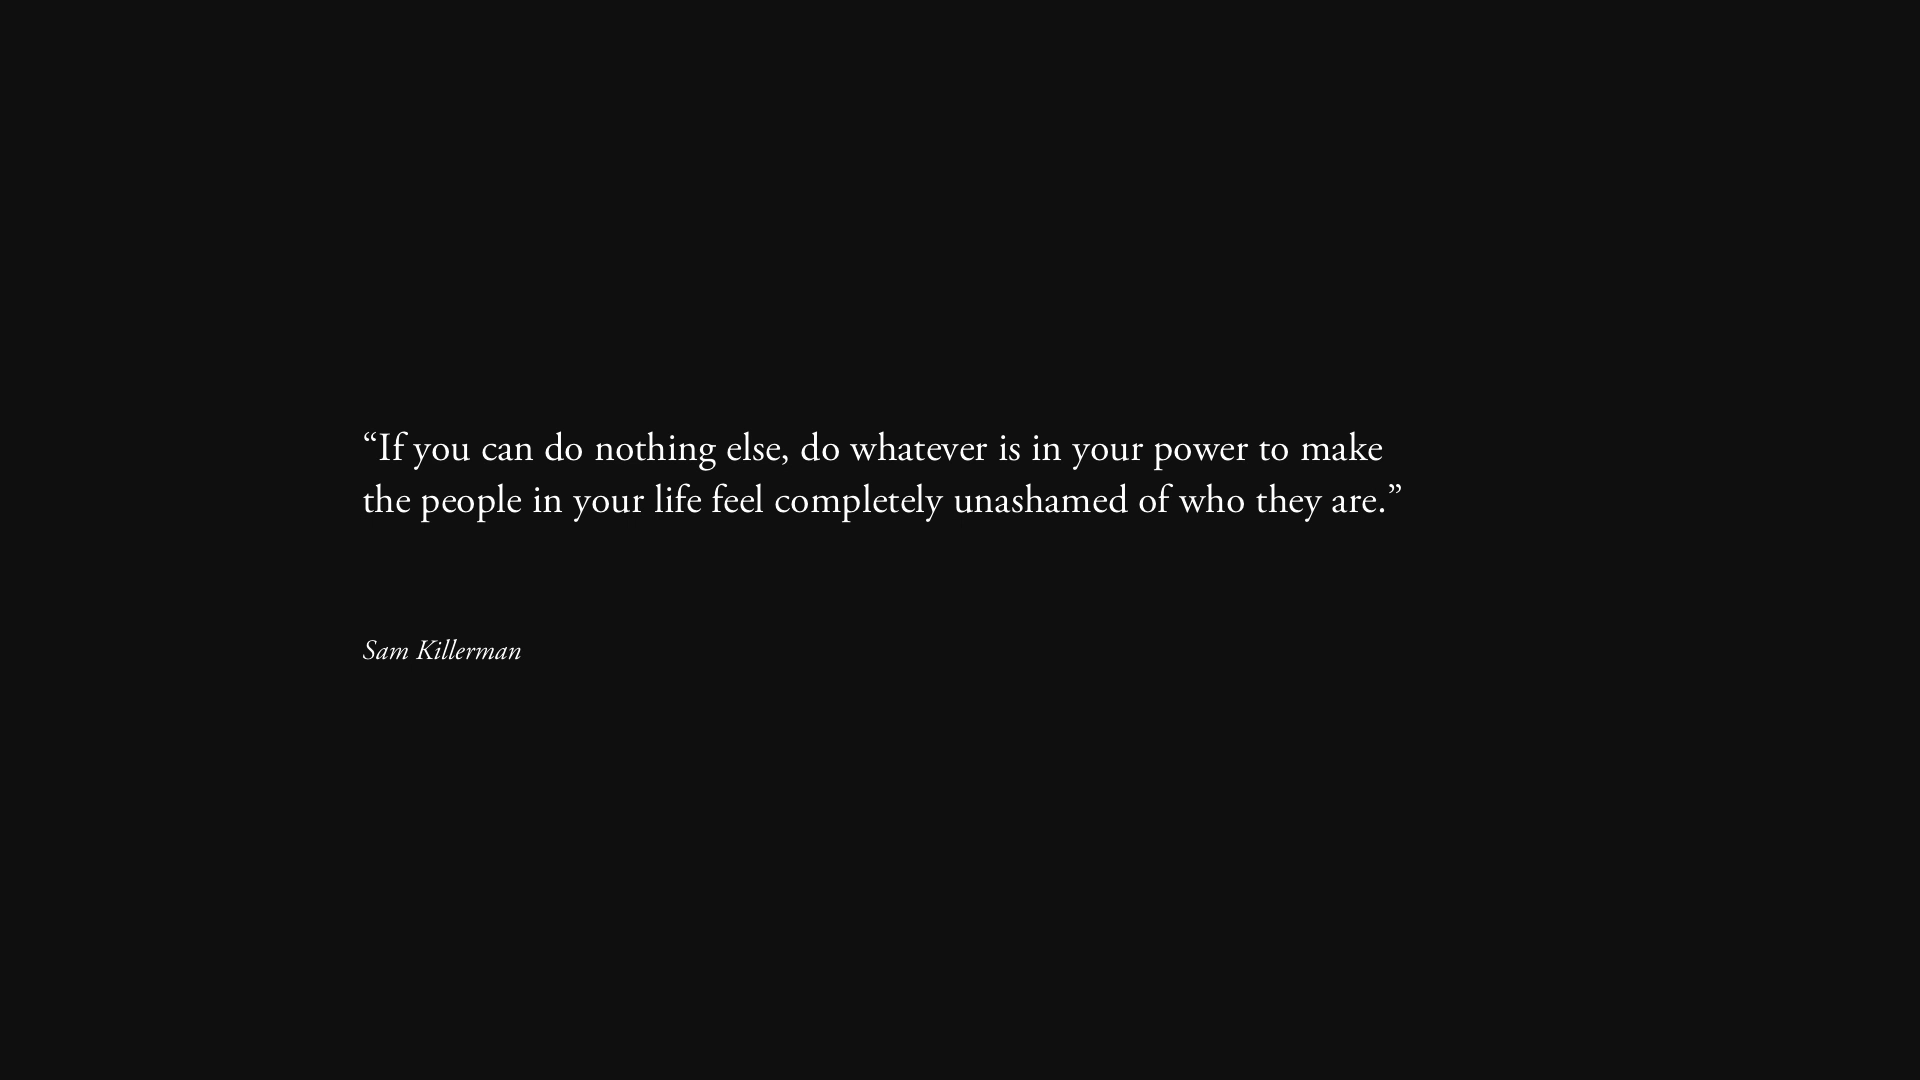 “If you can do nothing else, do whatever is in your power to make
the people in your life feel completely unashamed of who they are.”
Sam Killerman